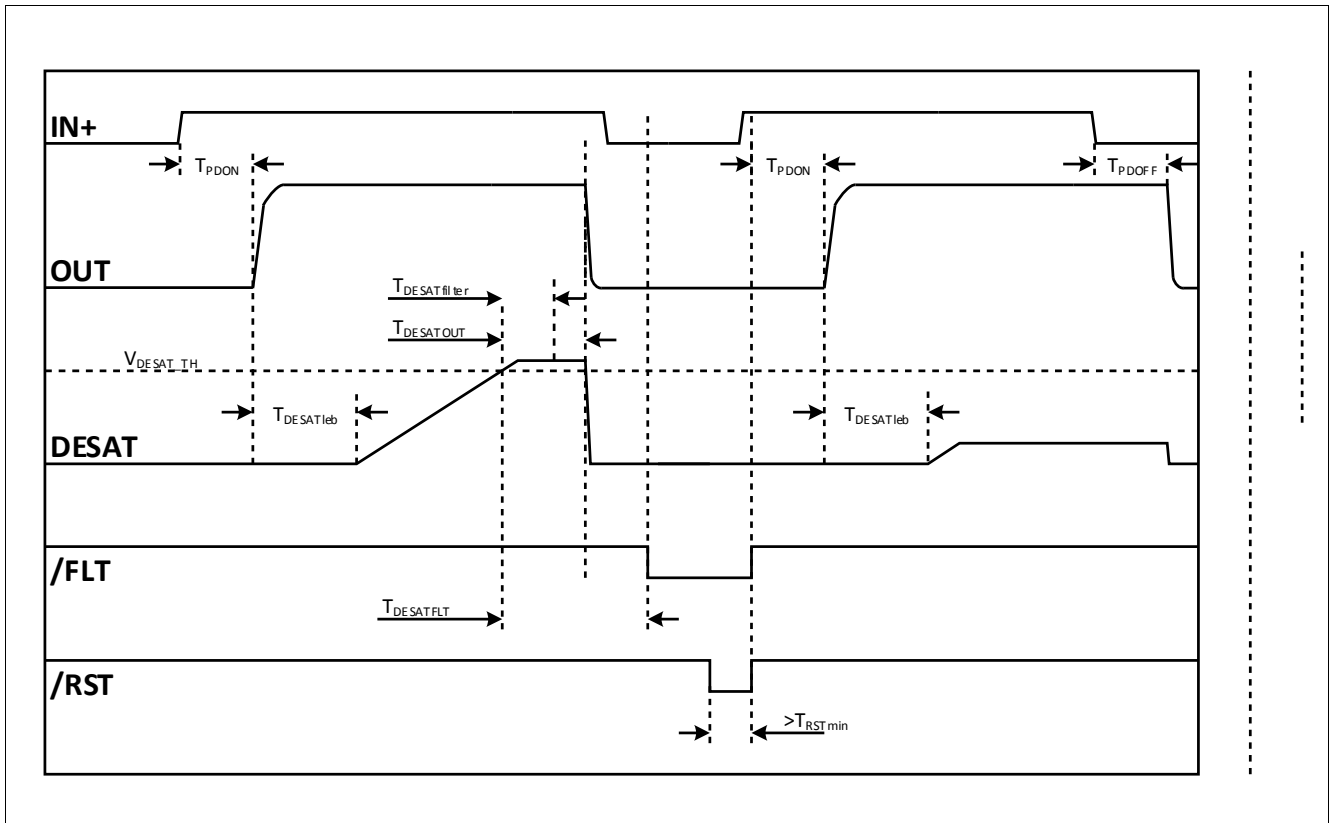 IN+
TPDON
TPDON
TPDOFF
OUT
TDESATfilter
TDESATOUT
VDESAT_TH
TDESATleb
TDESATleb
DESAT
/FLT
TDESATFLT
/RST
>TRSTmin